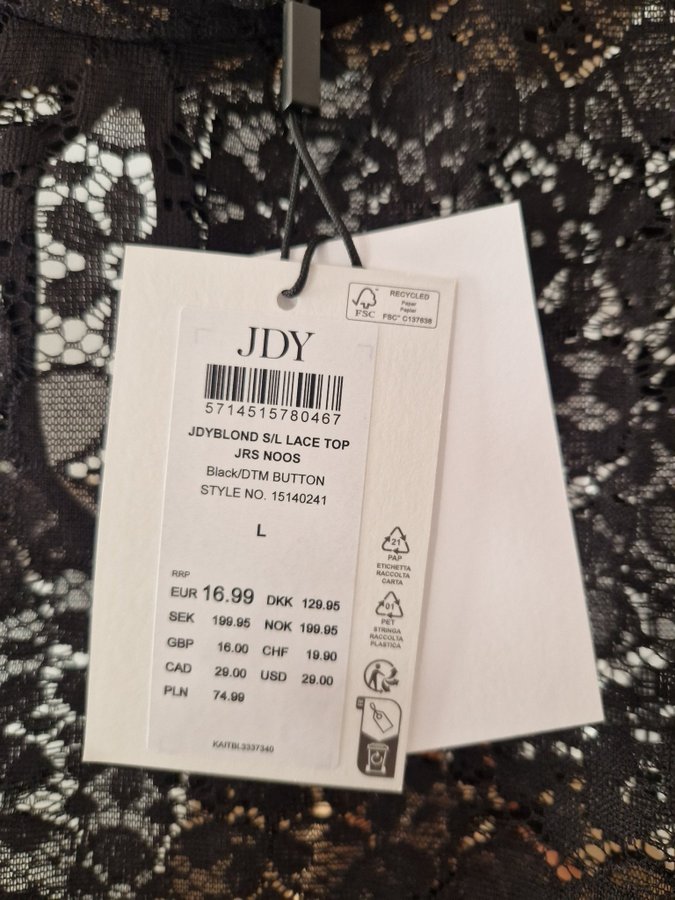 RECYCLED
Paper
Papier
FSC™ C137838
FSC
JDY
5714515780467
JDYBLOND S/L LACE TOP
JRS NOOS
Black/DTM BUTTON
STYLE NO. 15140241
L
RRP
EUR 16.99 DKK 129.95
SEK 199.95 NOK 199.95
GBP 16.00 CHF 19.90
CAD 29.00 USD 29.00
PLN 74.99
KAITBL3337340
21
PAP
ETICHETTA
RACCOLTA
CARTA
01
PET
STRINGA
RACCOLTA
PLASTICA